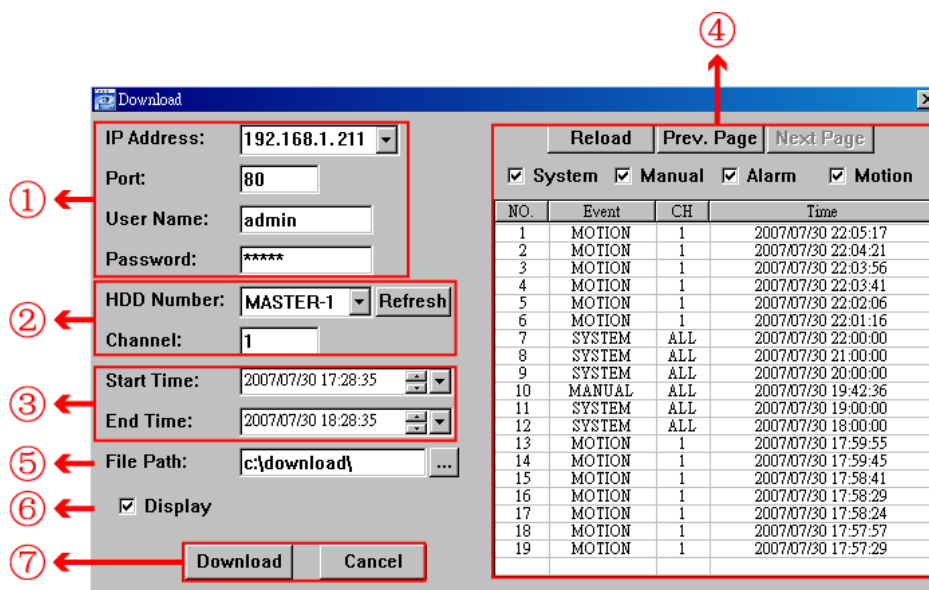 ④
Download
IP Address: 192.168.1.211
Port: 80
User Name: admin
Password: *****
①
HDD Number: MASTER-1 Refresh
Channel: 1
②
Start Time: 2007/07/30 17:28:35
End Time: 2007/07/30 18:28:35
③
⑤ File Path: c:\download\ ...
⑥ Display
⑦ Download Cancel
Reload Prev. Page Next Page
System Manual Alarm Motion
NO. Event CH Time
1 MOTION 1 2007/07/30 22:05:17
2 MOTION 1 2007/07/30 22:04:21
3 MOTION 1 2007/07/30 22:03:56
4 MOTION 1 2007/07/30 22:03:41
5 MOTION 1 2007/07/30 22:02:06
6 MOTION 1 2007/07/30 22:01:16
7 SYSTEM ALL 2007/07/30 22:00:00
8 SYSTEM ALL 2007/07/30 21:00:00
9 SYSTEM ALL 2007/07/30 20:00:00
10 MANUAL ALL 2007/07/30 19:42:36
11 SYSTEM ALL 2007/07/30 19:00:00
12 SYSTEM ALL 2007/07/30 18:00:00
13 MOTION 1 2007/07/30 17:59:55
14 MOTION 1 2007/07/30 17:59:45
15 MOTION 1 2007/07/30 17:58:41
16 MOTION 1 2007/07/30 17:58:29
17 MOTION 1 2007/07/30 17:58:24
18 MOTION 1 2007/07/30 17:57:57
19 MOTION 1 2007/07/30 17:57:29